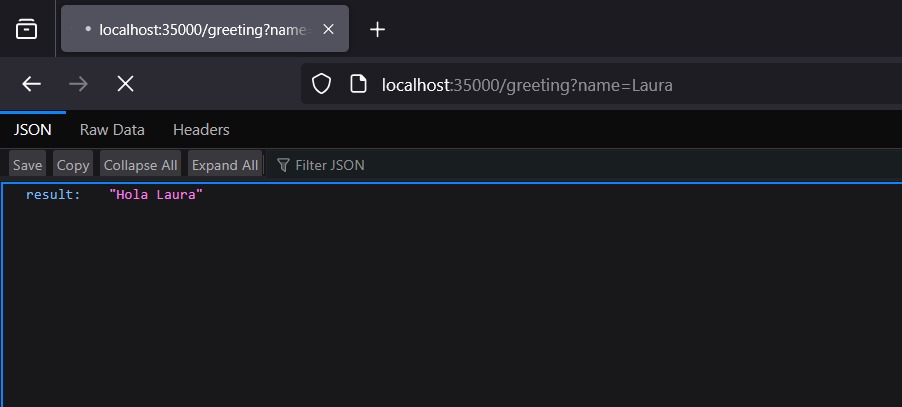 localhost:35000/greeting?name=
localhost:35000/greeting?name=Laura
JSON Raw Data Headers
Save Copy Collapse All Expand All Filter JSON
result: "Hola Laura"